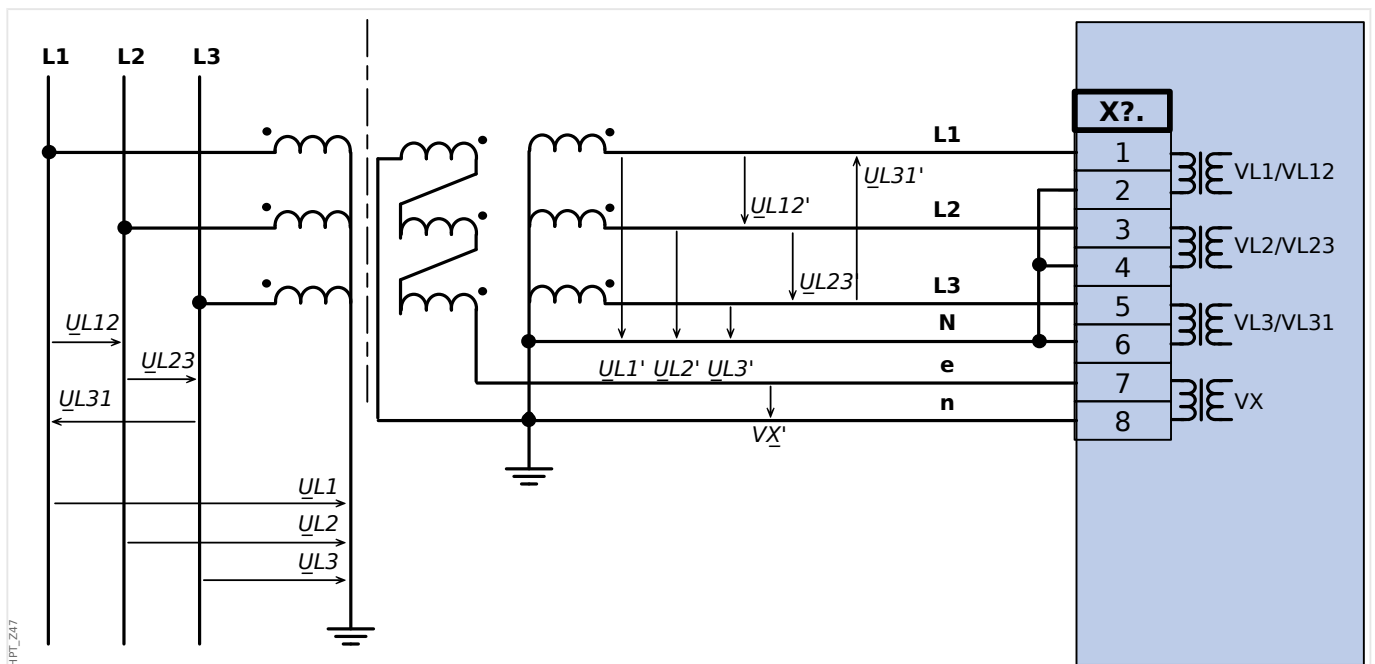 L1 L2 L3
X?.
L1
1
UL31'
VL1/VL12
2
UL12'
L2
3
VL2/VL23
4
UL23'
L3
5
N
VL3/VL31
UL12
6
UL23
UL1' UL2' UL3'
e
7
UL31
n
VX
8
VX'
UL1
UL2
UL3
HPT_Z47